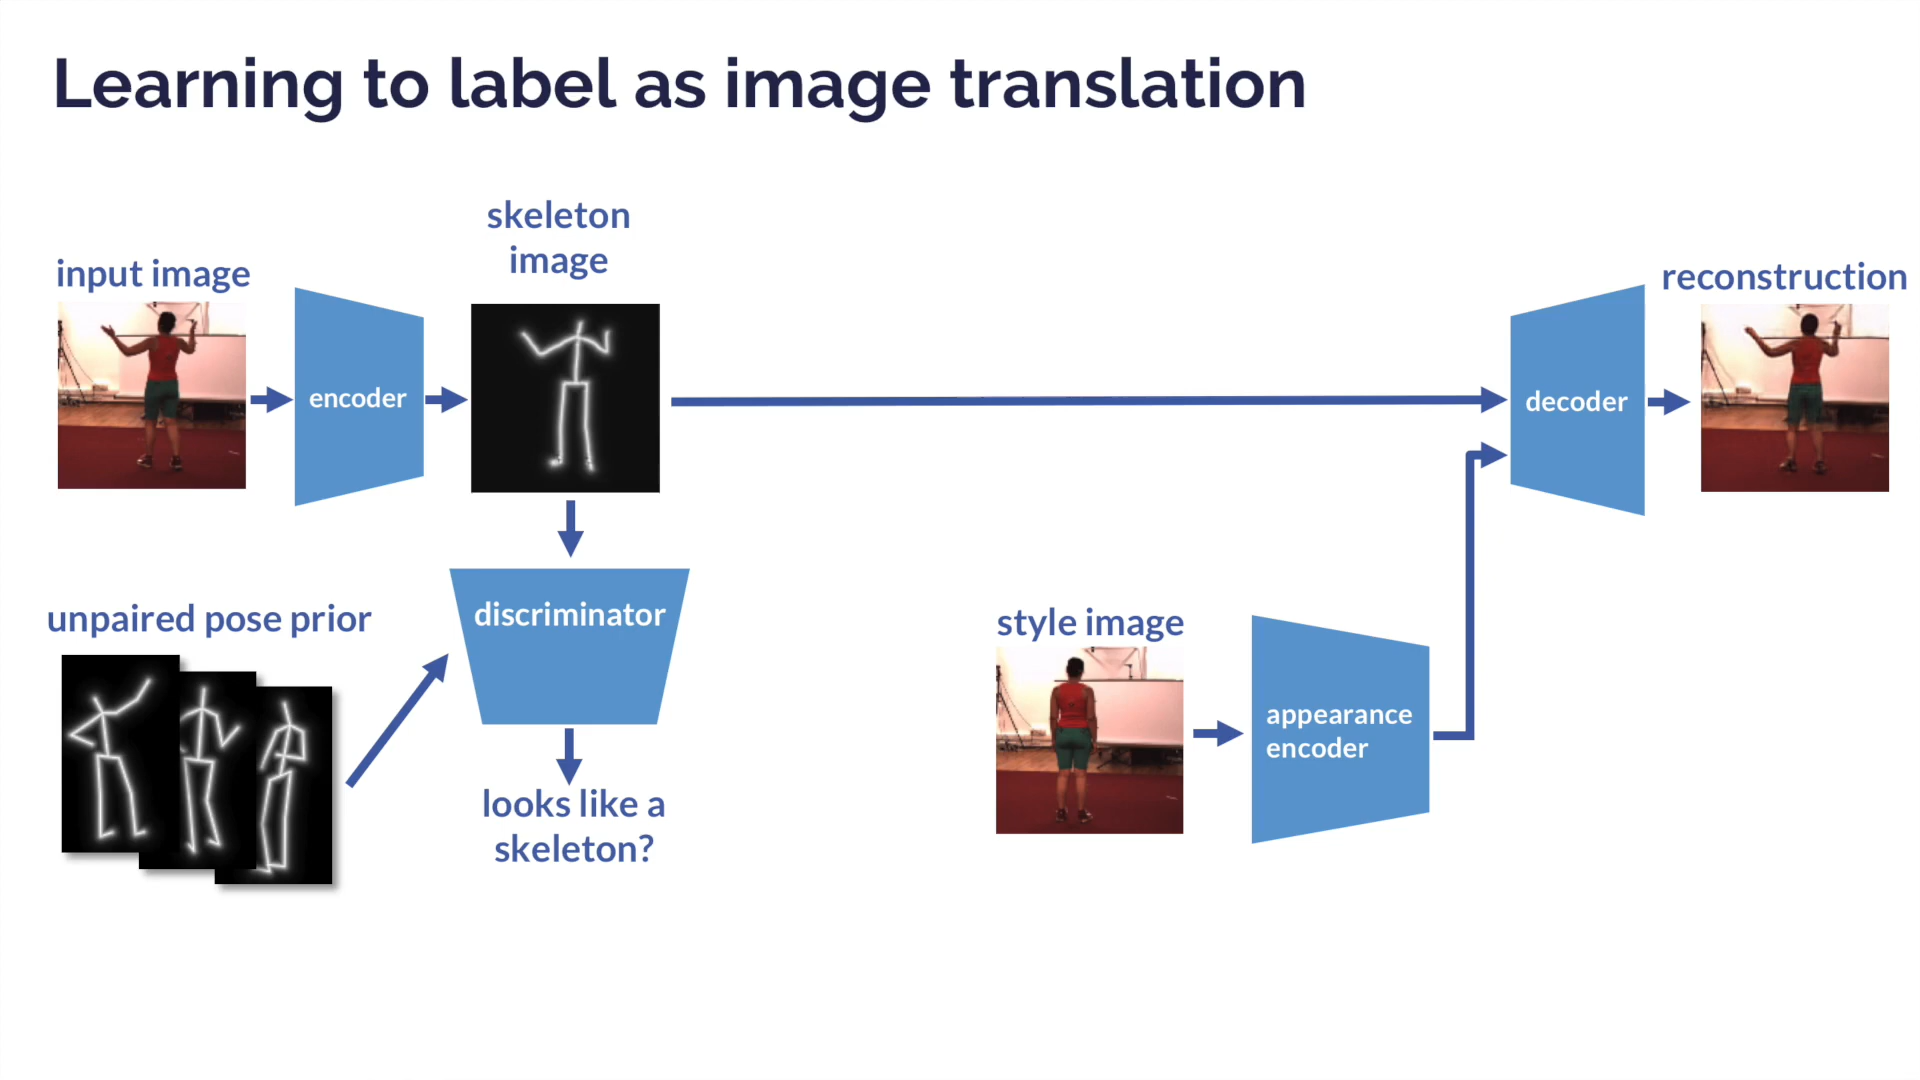 Learning to label as image translation
skeleton
image
input image
encoder
reconstruction
decoder
unpaired pose prior
discriminator
looks like a
skeleton?
style image
appearance
encoder